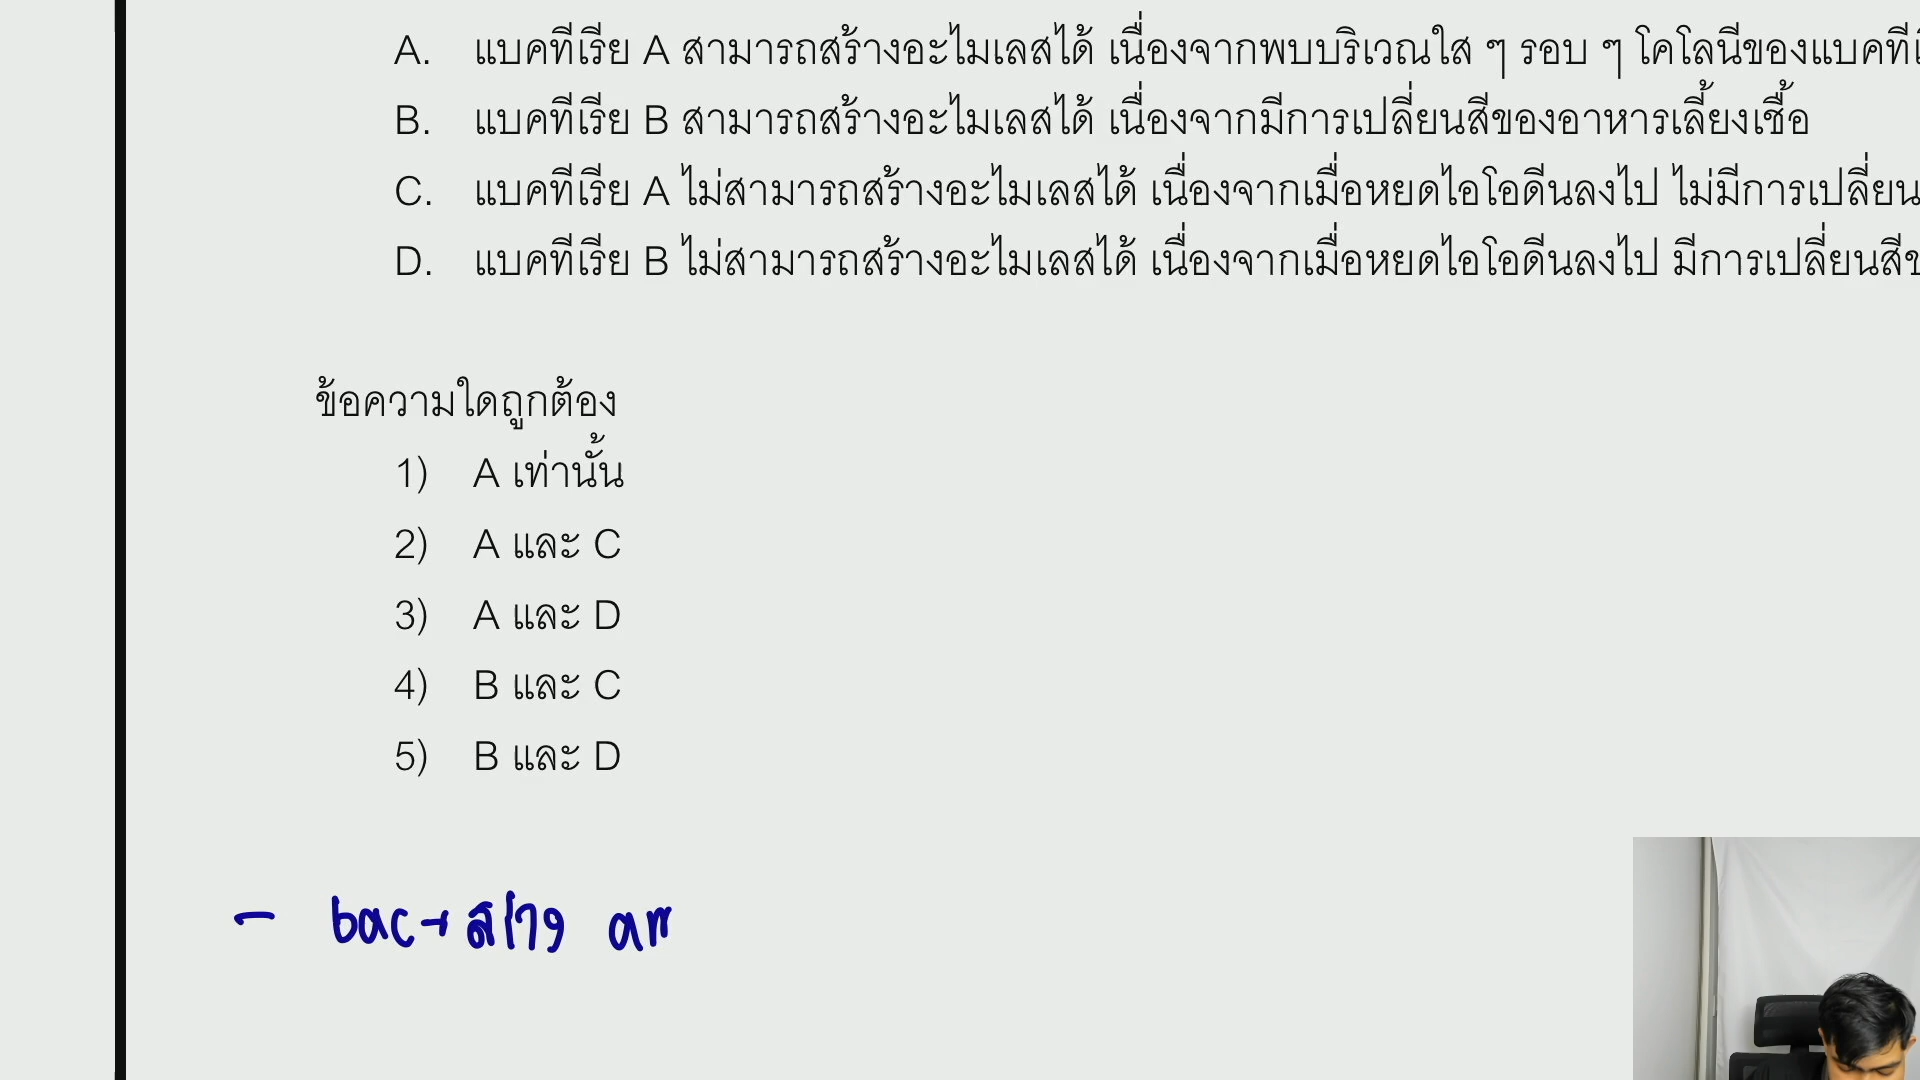 A. แบคทีเรีย A สามารถสร้างอะไมเลสได้ เนื่องจากพบบริเวณใส ๆ รอบ ๆ โคโลนีของ
B. แบคทีเรีย B สามารถสร้างอะไมเลสได้ เนื่องจากมีการเปลี่ยนสีของอาหารเลี้ยงเชื้อ
C. แบคทีเรีย A ไม่สามารถสร้างอะไมเลสได้ เนื่องจากเมื่อหยดไอโอดีนลงไป ไม่มีการเปลี่ยน
D. แบคทีเรีย B ไม่สามารถสร้างอะไมเลสได้ เนื่องจากเมื่อหยดไอโอดีนลงไป มีการเปลี่ยนสี
ข้อความใดถูกต้อง
1) A เท่านั้น
2) A และ C
3) A และ D
4) B และ C
5) B และ D
- bac → สร้าง am